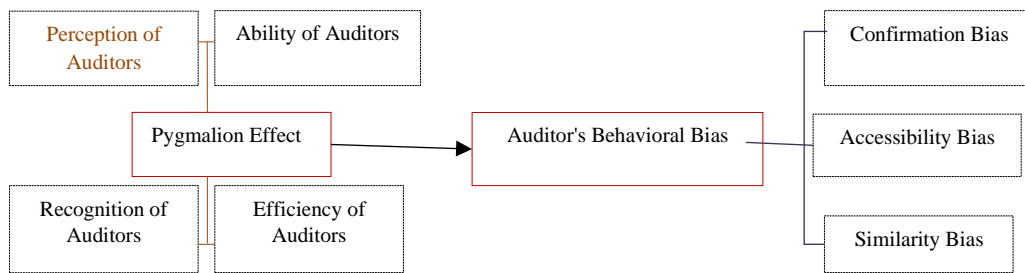 Perception of
Auditors
Ability of Auditors
Pygmalion Effect
Recognition of
Auditors
Efficiency of
Auditors
Auditor's Behavioral Bias
Confirmation Bias
Accessibility Bias
Similarity Bias